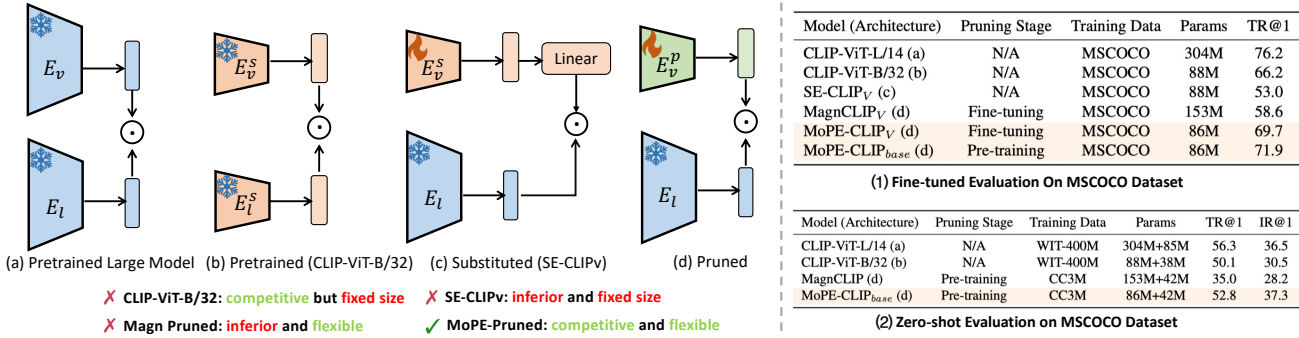 E_v
E_l
(a) Pretrained Large Model
E_v^s
E_l^s
(b) Pretrained (CLIP-ViT-B/32)
E_v^s
Linear
E_l
(c) Substituted (SE-CLIPv)
E_v^p
E_l
(d) Pruned
✗ CLIP-ViT-B/32: competitive but fixed size
✗ SE-CLIPv: inferior and fixed size
✗ Magn Pruned: inferior and flexible
✓ MoPE-Pruned: competitive and flexible
Model (Architecture) Pruning Stage Training Data Params TR@1
CLIP-ViT-L/14 (a) N/A MSCOCO 304M 76.2
CLIP-ViT-B/32 (b) N/A MSCOCO 88M 66.2
SE-CLIP_V (c) N/A MSCOCO 88M 53.0
MagnCLIP_V (d) Fine-tuning MSCOCO 153M 58.6
MoPE-CLIP_V (d) Fine-tuning MSCOCO 86M 69.7
MoPE-CLIP_base (d) Pre-training MSCOCO 86M 71.9
(1) Fine-tuned Evaluation On MSCOCO Dataset
Model (Architecture) Pruning Stage Training Data Params TR@1 IR@1
CLIP-ViT-L/14 (a) N/A WIT-400M 304M+85M 56.3 36.5
CLIP-ViT-B/32 (b) N/A WIT-400M 88M+38M 50.1 30.5
MagnCLIP (d) Pre-training CC3M 153M+42M 35.0 28.2
MoPE-CLIP_base (d) Pre-training CC3M 86M+42M 52.8 37.3
(2) Zero-shot Evaluation on MSCOCO Dataset